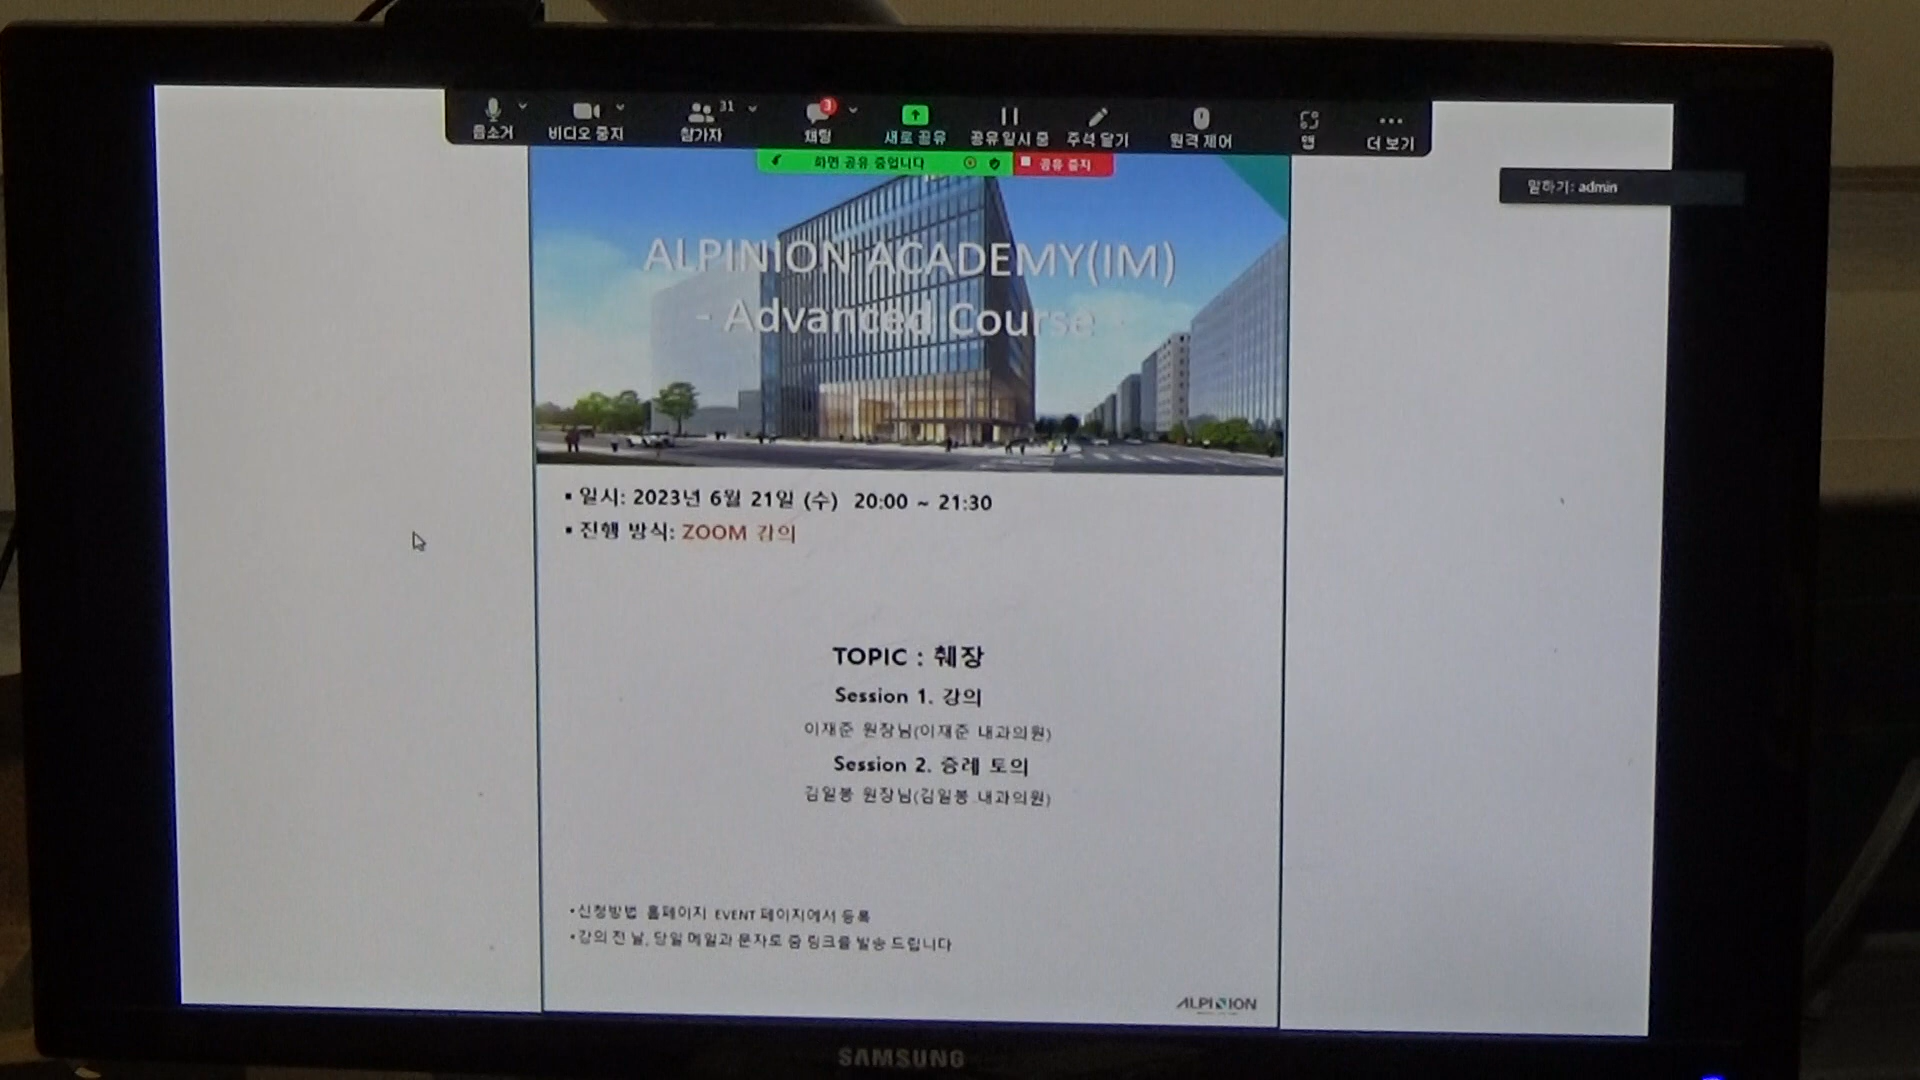 31
3
음소거 비디오 중지 참가자 채팅 새로 공유 공유 일시 중 주석 달기 원격 제어 앱 더 보기
화면 공유 중입니다 공유 중지
말하기: admin
ALPINION ACADEMY(IM)
- Advanced Course -
▪ 일시: 2023년 6월 21일 (수) 20:00 ~ 21:30
▪ 진행 방식: ZOOM 강의
TOPIC : 췌장
Session 1. 강의
이재준 원장님(이재준 내과의원)
Session 2. 증례 토의
김일봉 원장님(김일봉 내과의원)
•신청방법 홈페이지 EVENT 페이지에서 등록
•강의 전 날, 당일 메일과 문자로 줌 링크를 발송 드립니다
ALPINION
SAMSUNG